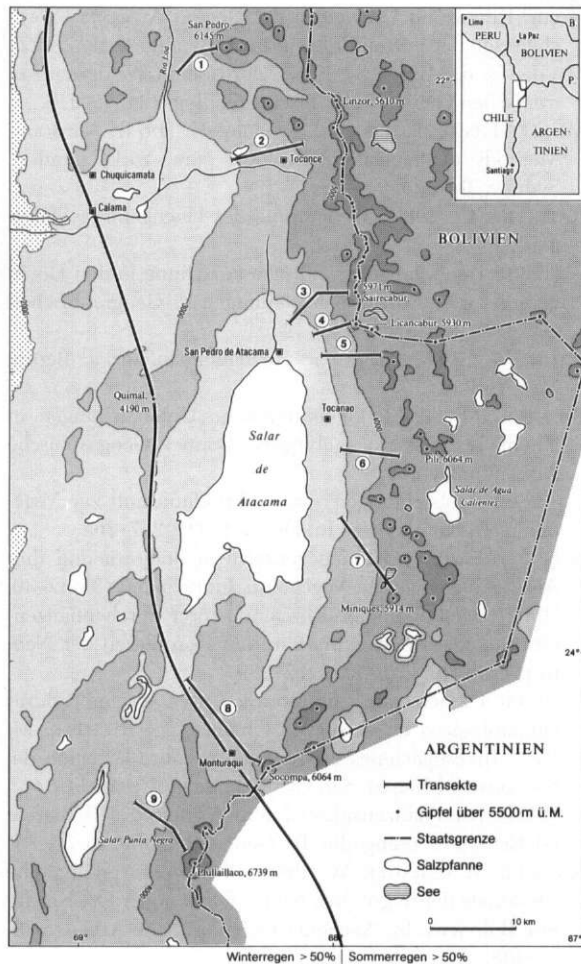 San Pedro
6145 m
①
Lima
PERU
La Paz
B.
BOLIVIEN
P.
CHILE
ARGEN
TINIEN
Santiago
22°
Linzor, 5610 m
②
Toconce
Chuquicamata
Calama
BOLIVIEN
3000
4000
③
5971 m
Sairecabur
④
Licancabur 5930 m
⑤
San Pedro de Atacama
Quimal,
4190 m
Tocanao
Salar
de
Atacama
⑥
Pili, 6064 m
Salar de Agua
Calientes
⑦
Miniques, 5914 m
24°
⑧
Monturaqui
Socompa, 6064 m
⑨
Salar Punta Negra
Llullaillaco, 6739 m
ARGENTINIEN
Transekte
Gipfel über 5500 m ü.M.
Staatsgrenze
Salzpfanne
See
0 10 km
69° 68° 67°
Winterregen > 50% Sommerregen > 50%